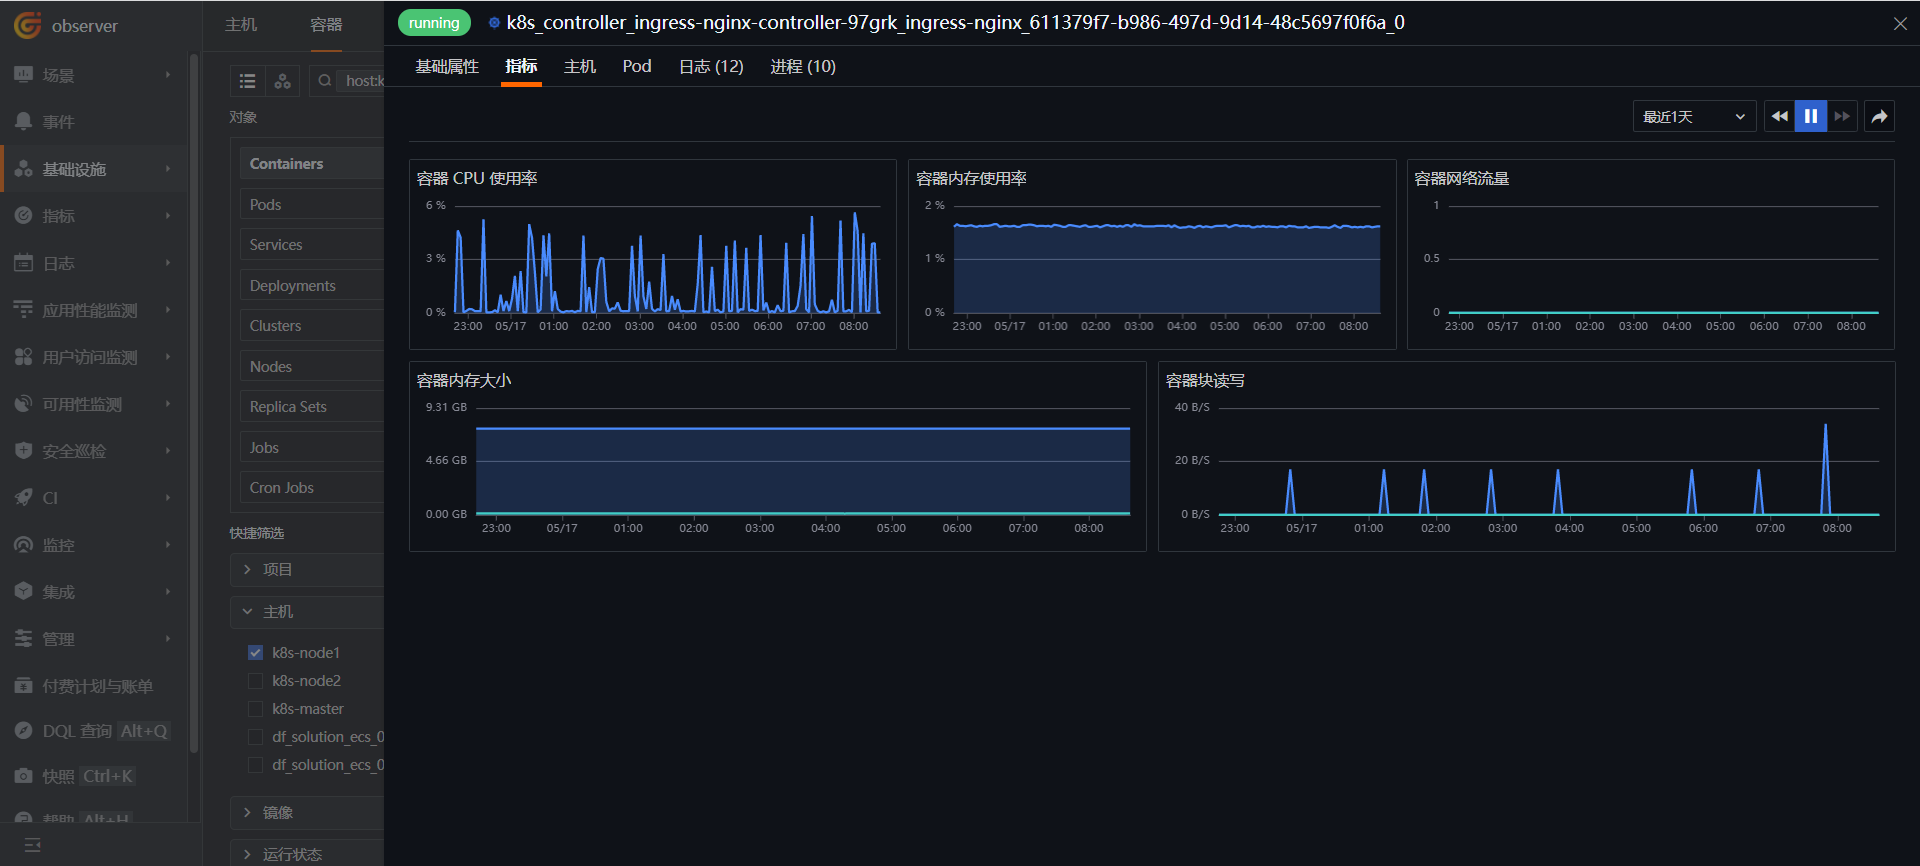 observer
场景
事件
基础设施
指标
日志
应用性能监测
用户访问监测
可用性监测
安全巡检
CI
监控
集成
管理
付费计划与账单
DQL 查询 Alt+Q
快照 Ctrl+K
帮助 Alt+H
主机 容器
host:k
对象
Containers
Pods
Services
Deployments
Clusters
Nodes
Replica Sets
Jobs
Cron Jobs
快捷筛选
项目
主机
k8s-node1
k8s-node2
k8s-master
df_solution_ecs_0
df_solution_ecs_0
镜像
运行状态
running k8s_controller_ingress-nginx-controller-97grk_ingress-nginx_611379f7-b986-497d-9d14-48c5697f0f6a_0
基础属性 指标 主机 Pod 日志 (12) 进程 (10)
最近1天
容器 CPU 使用率
6 %
3 %
0 %
23:00 05/17 01:00 02:00 03:00 04:00 05:00 06:00 07:00 08:00
容器内存使用率
2 %
1 %
0 %
23:00 05/17 01:00 02:00 03:00 04:00 05:00 06:00 07:00 08:00
容器网络流量
1
0.5
0
23:00 05/17 01:00 02:00 03:00 04:00 05:00 06:00 07:00 08:00
容器内存大小
9.31 GB
4.66 GB
0.00 GB
23:00 05/17 01:00 02:00 03:00 04:00 05:00 06:00 07:00 08:00
容器块读写
40 B/S
20 B/S
0 B/S
23:00 05/17 01:00 02:00 03:00 04:00 05:00 06:00 07:00 08:00